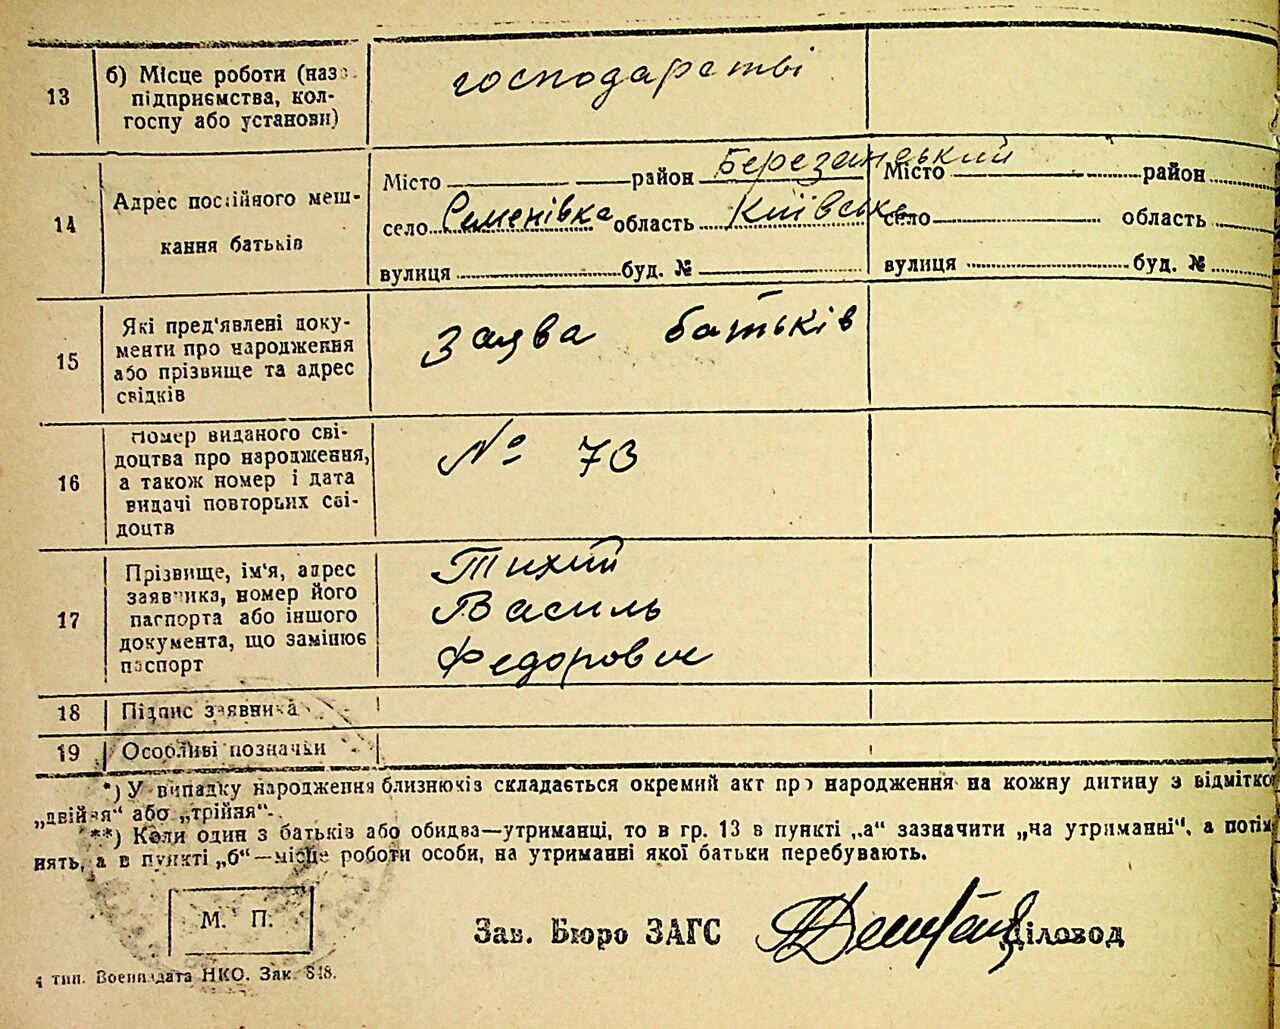 13
б) Місце роботи (наз
підприємства, кол-
госпу або установи)
господарстві
14
Адрес постійного меш-
кання батьків
Місто район Березанський
село Семенівка область Київська
вулиця буд. №
Місто район
село область
вулиця буд. №
15
Які пред'явлені доку-
менти про народження
або прізвище та адрес
свідків
Заява батьків
16
Номер виданого сві-
доцтва про народження,
а також номер і дата
видачі повторних сві-
доцтв
№ 73
17
Прізвище, ім'я, адрес
заявника, номер його
паспорта або іншого
документа, що замінює
паспорт
Тихий
Василь
Федорович
18
Підпис заявника
19
Особливі позначки
*) У випадку народження близнюків складається окремий акт про народження на кожну дитину з відмітко
„двійня“ або „трійня“.
**) Коли один з батьків або обидва—утриманці, то в гр. 13 в пункті „а“ зазначити „на утриманні“, а потім
нять, а в пункті „б“—місце роботи особи, на утриманні якої батьки перебувають.
М. П.
Зав. Бюро ЗАГС
Діловод
4 тип. Воениздата НКО. Зак. 848.